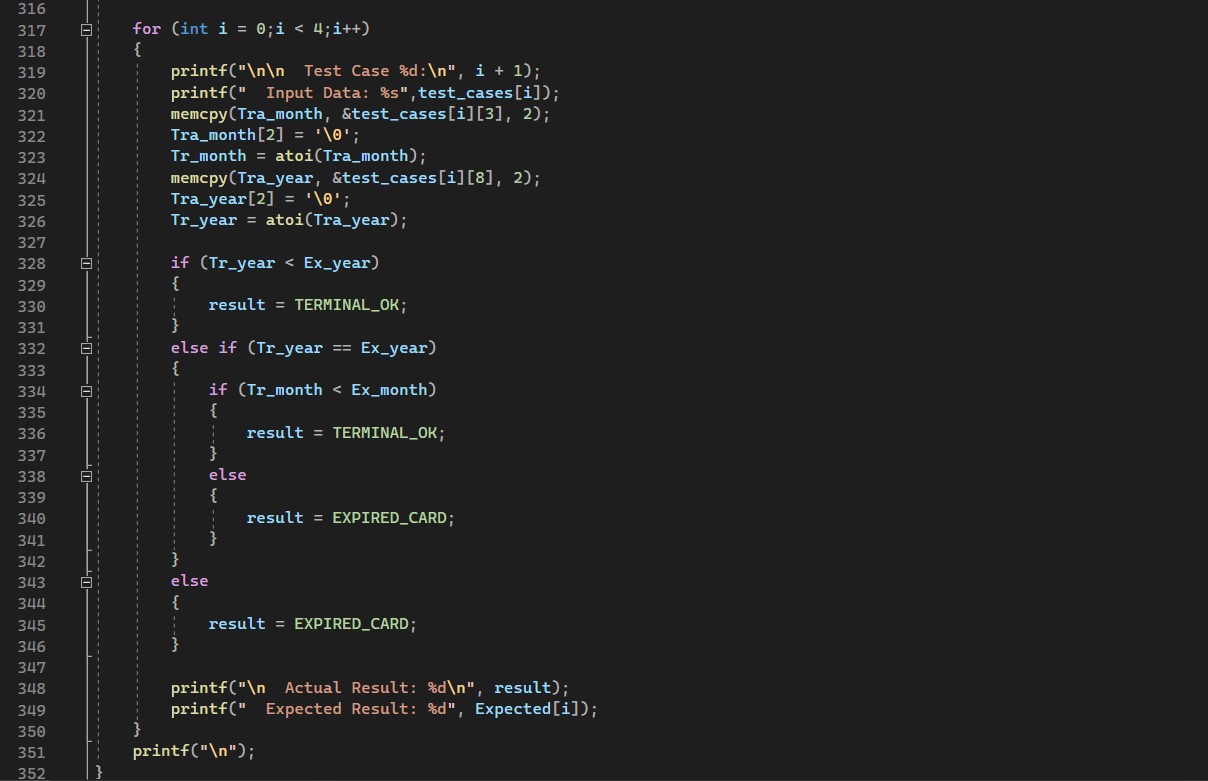 316
317 for (int i = 0;i < 4;i++)
318 {
319 printf("\n\n  Test Case %d:\n", i + 1);
320 printf("  Input Data: %s",test_cases[i]);
321 memcpy(Tra_month, &test_cases[i][3], 2);
322 Tra_month[2] = '\0';
323 Tr_month = atoi(Tra_month);
324 memcpy(Tra_year, &test_cases[i][8], 2);
325 Tra_year[2] = '\0';
326 Tr_year = atoi(Tra_year);
327
328 if (Tr_year < Ex_year)
329 {
330 result = TERMINAL_OK;
331 }
332 else if (Tr_year == Ex_year)
333 {
334 if (Tr_month < Ex_month)
335 {
336 result = TERMINAL_OK;
337 }
338 else
339 {
340 result = EXPIRED_CARD;
341 }
342 }
343 else
344 {
345 result = EXPIRED_CARD;
346 }
347
348 printf("\n  Actual Result: %d\n", result);
349 printf("  Expected Result: %d", Expected[i]);
350 }
351 printf("\n");
352 }